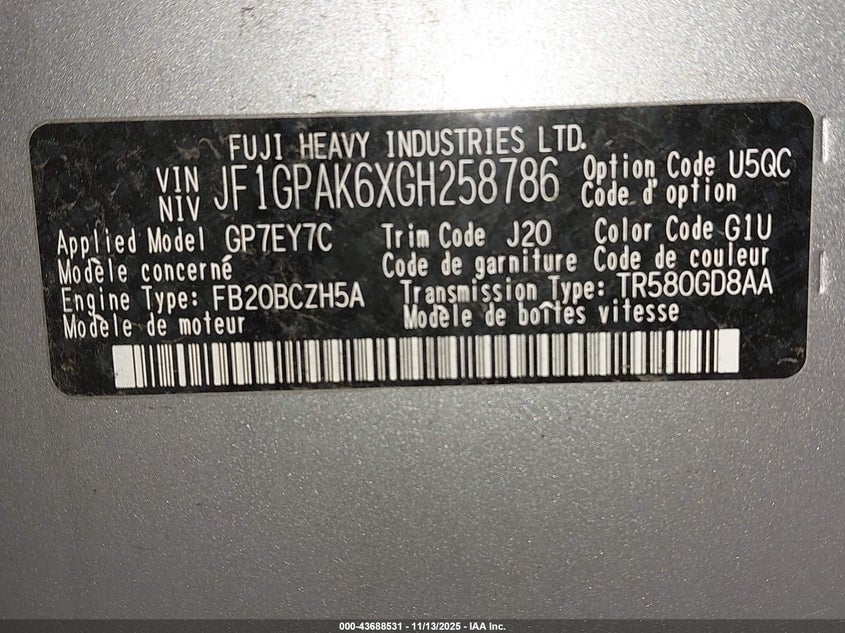 FUJI HEAVY INDUSTRIES LTD.
VIN JF1GPAK6XGH258786 Option Code U5QC
NIV Code d'option
Applied Model GP7EY7C Trim Code J20 Color Code G1U
Modèle concerné Code de garniture Code de couleur
Engine Type: FB20BCZH5A Transmission Type: TR580GD8AA
Modèle de moteur Modèle de boîtes vitesse
000-43688531 - 11/13/2025 - IAA Inc.